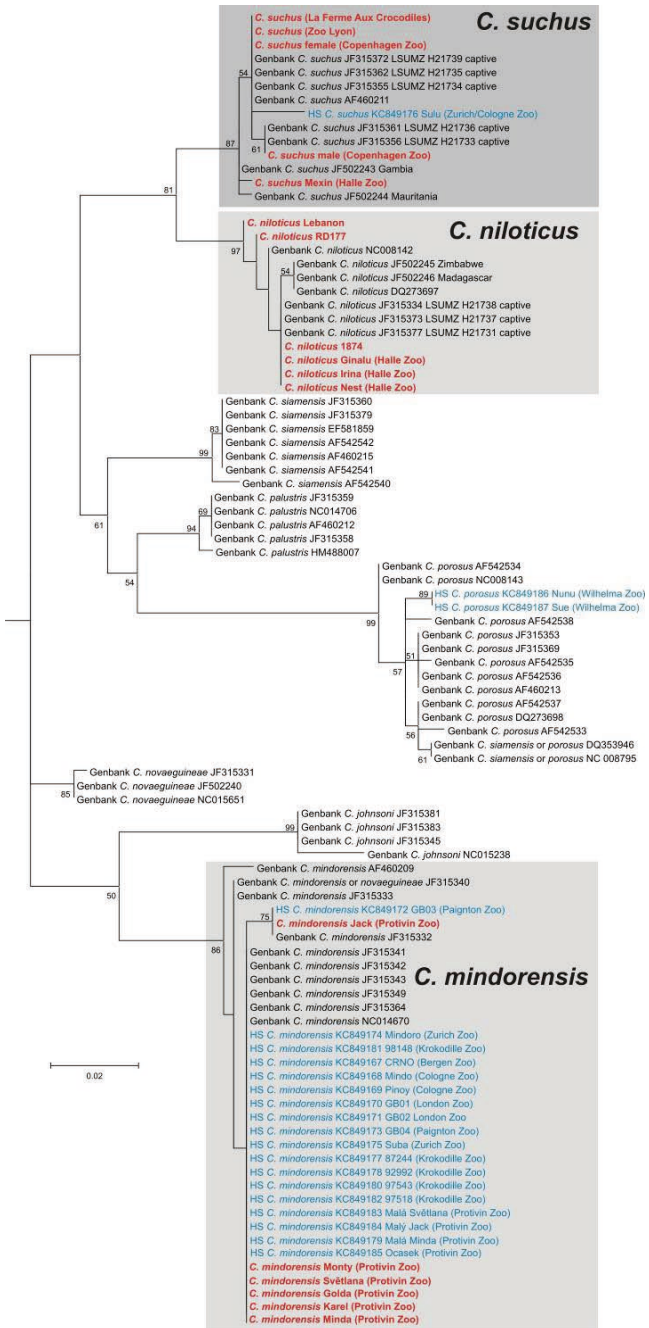 C. suchus
C. suchus (La Ferme Aux Crocodiles)
C. suchus (Zoo Lyon)
C. suchus female (Copenhagen Zoo)
Genbank C. suchus JF315372 LSUMZ H21739 captive
54
Genbank C. suchus JF315362 LSUMZ H21735 captive
Genbank C. suchus JF315355 LSUMZ H21734 captive
Genbank C. suchus AF460211
HS C. suchus KC849176 Sulu (Zurich/Cologne Zoo)
Genbank C. suchus JF315361 LSUMZ H21736 captive
87
Genbank C. suchus JF315356 LSUMZ H21733 captive
61
C. suchus male (Copenhagen Zoo)
Genbank C. suchus JF502243 Gambia
C. suchus Mexin (Halle Zoo)
81
Genbank C. suchus JF502244 Mauritania
C. niloticus
C. niloticus Lebanon
C. niloticus RD177
97
Genbank C. niloticus NC008142
Genbank C. niloticus JF502245 Zimbabwe
54
Genbank C. niloticus JF502246 Madagascar
Genbank C. niloticus DQ273697
Genbank C. niloticus JF315334 LSUMZ H21738 captive
Genbank C. niloticus JF315373 LSUMZ H21737 captive
Genbank C. niloticus JF315377 LSUMZ H21731 captive
C. niloticus 1874
C. niloticus Ginalu (Halle Zoo)
C. niloticus Irina (Halle Zoo)
C. niloticus Nest (Halle Zoo)
Genbank C. siamensis JF315360
Genbank C. siamensis JF315379
83
Genbank C. siamensis EF581859
Genbank C. siamensis AF542542
99
Genbank C. siamensis AF460215
Genbank C. siamensis AF542541
Genbank C. siamensis AF542540
Genbank C. palustris JF315359
69
Genbank C. palustris NC014706
61
Genbank C. palustris AF460212
94
Genbank C. palustris JF315358
Genbank C. palustris HM488007
54
Genbank C. porosus AF542534
Genbank C. porosus NC008143
89
HS C. porosus KC849186 Nunu (Wilhelma Zoo)
HS C. porosus KC849187 Sue (Wilhelma Zoo)
99
Genbank C. porosus AF542538
Genbank C. porosus JF315353
Genbank C. porosus JF315369
51
Genbank C. porosus AF542535
57
Genbank C. porosus AF542536
Genbank C. porosus AF460213
Genbank C. porosus AF542537
Genbank C. porosus DQ273698
56
Genbank C. porosus AF542533
Genbank C. siamensis or porosus DQ353946
61
Genbank C. siamensis or porosus NC 008795
Genbank C. novaeguineae JF315331
Genbank C. novaeguineae JF502240
85
Genbank C. novaeguineae NC015651
Genbank C. johnsoni JF315381
99
Genbank C. johnsoni JF315383
Genbank C. johnsoni JF315345
Genbank C. johnsoni NC015238
50
Genbank C. mindorensis AF460209
Genbank C. mindorensis or novaeguineae JF315340
Genbank C. mindorensis JF315333
HS C. mindorensis KC849172 GB03 (Paignton Zoo)
75
C. mindorensis Jack (Protivin Zoo)
Genbank C. mindorensis JF315332
86
Genbank C. mindorensis JF315341
Genbank C. mindorensis JF315342
Genbank C. mindorensis JF315343
C. mindorensis
Genbank C. mindorensis JF315349
Genbank C. mindorensis JF315364
Genbank C. mindorensis NC014670
HS C. mindorensis KC849174 Mindoro (Zurich Zoo)
HS C. mindorensis KC849181 98148 (Krokodille Zoo)
HS C. mindorensis KC849167 CRNO (Bergen Zoo)
0.02
HS C. mindorensis KC849168 Mindo (Cologne Zoo)
HS C. mindorensis KC849169 Pinoy (Cologne Zoo)
HS C. mindorensis KC849170 GB01 (London Zoo)
HS C. mindorensis KC849171 GB02 London Zoo
HS C. mindorensis KC849173 GB04 (Paignton Zoo)
HS C. mindorensis KC849175 Suba (Zurich Zoo)
HS C. mindorensis KC849177 87244 (Krokodille Zoo)
HS C. mindorensis KC849178 92992 (Krokodille Zoo)
HS C. mindorensis KC849180 97543 (Krokodille Zoo)
HS C. mindorensis KC849182 97518 (Krokodille Zoo)
HS C. mindorensis KC849183 Malá Světlana (Protivin Zoo)
HS C. mindorensis KC849184 Malý Jack (Protivin Zoo)
HS C. mindorensis KC849179 Malá Minda (Protivin Zoo)
HS C. mindorensis KC849185 Ocasek (Protivin Zoo)
C. mindorensis Monty (Protivin Zoo)
C. mindorensis Světlana (Protivin Zoo)
C. mindorensis Golda (Protivin Zoo)
C. mindorensis Karel (Protivin Zoo)
C. mindorensis Minda (Protivin Zoo)